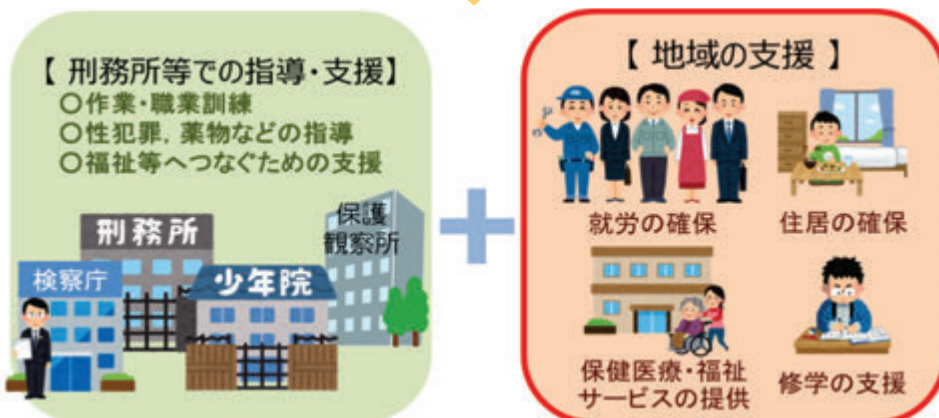 【 刑務所等での指導・支援】
○作業・職業訓練
○性犯罪，薬物などの指導
○福祉等へつなぐための支援
保護
観察所
刑務所
検察庁
少年院
【 地域の支援 】
就労の確保
住居の確保
保健医療・福祉
サービスの提供
修学の支援